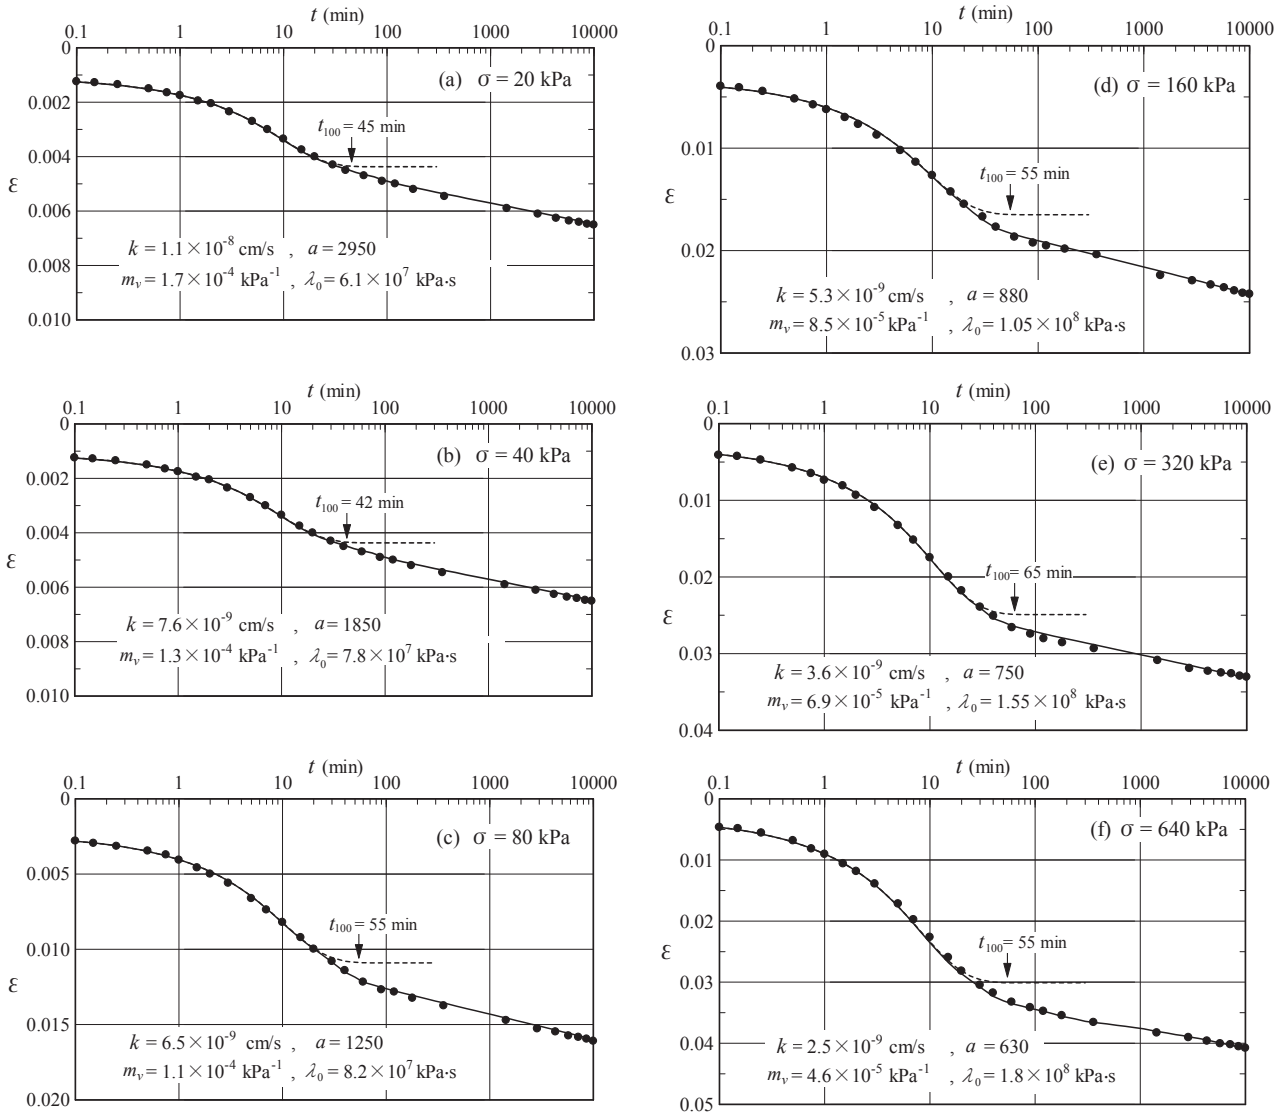 t (min)
0.1 1 10 100 1000 10000
0
(a) σ = 20 kPa
0.002
t₁₀₀ = 45 min
0.004
ε
0.006
k = 1.1×10⁻⁸ cm/s , a = 2950
0.008
mᵥ = 1.7×10⁻⁴ kPa⁻¹ , λ₀ = 6.1×10⁷ kPa·s
0.010
t (min)
0.1 1 10 100 1000 10000
0
(b) σ = 40 kPa
0.002
t₁₀₀ = 42 min
0.004
ε
0.006
k = 7.6×10⁻⁹ cm/s , a = 1850
0.008
mᵥ = 1.3×10⁻⁴ kPa⁻¹ , λ₀ = 7.8×10⁷ kPa·s
0.010
t (min)
0.1 1 10 100 1000 10000
0
(c) σ = 80 kPa
0.005
t₁₀₀ = 55 min
0.010
ε
0.015
k = 6.5×10⁻⁹ cm/s , a = 1250
mᵥ = 1.1×10⁻⁴ kPa⁻¹ , λ₀ = 8.2×10⁷ kPa·s
0.020
t (min)
0.1 1 10 100 1000 10000
0
(d) σ = 160 kPa
0.01
t₁₀₀ = 55 min
ε
0.02
k = 5.3×10⁻⁹ cm/s , a = 880
mᵥ = 8.5×10⁻⁵ kPa⁻¹ , λ₀ = 1.05×10⁸ kPa·s
0.03
t (min)
0.1 1 10 100 1000 10000
0
(e) σ = 320 kPa
0.01
t₁₀₀ = 65 min
0.02
ε
0.03
k = 3.6×10⁻⁹ cm/s , a = 750
mᵥ = 6.9×10⁻⁵ kPa⁻¹ , λ₀ = 1.55×10⁸ kPa·s
0.04
t (min)
0.1 1 10 100 1000 10000
0
(f) σ = 640 kPa
0.01
0.02
t₁₀₀ = 55 min
ε
0.03
0.04
k = 2.5×10⁻⁹ cm/s , a = 630
mᵥ = 4.6×10⁻⁵ kPa⁻¹ , λ₀ = 1.8×10⁸ kPa·s
0.05